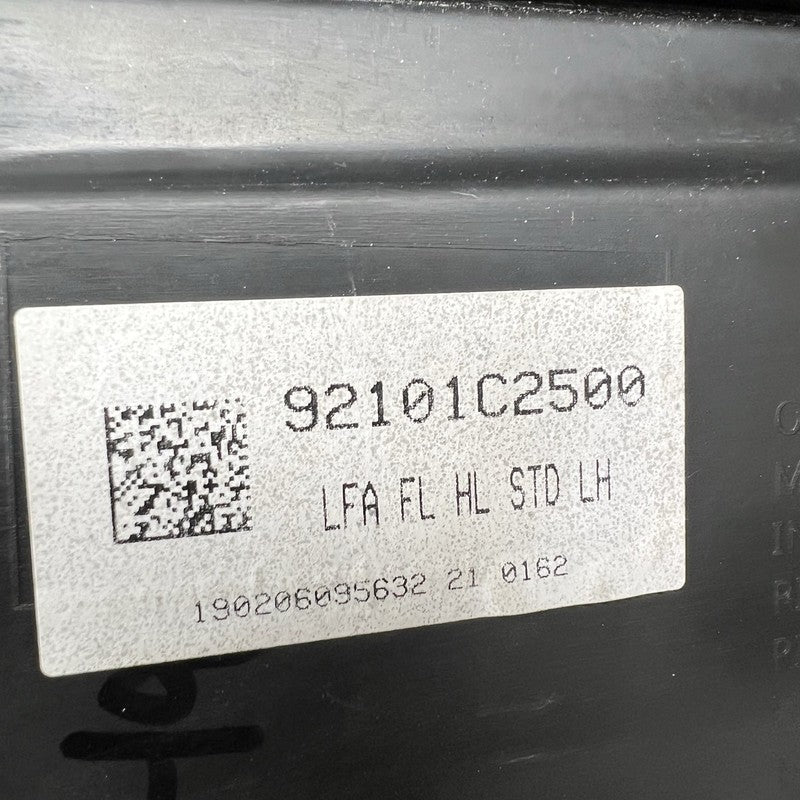 92101C2500
LFA FL HL STD LH
190206095632 21 0162